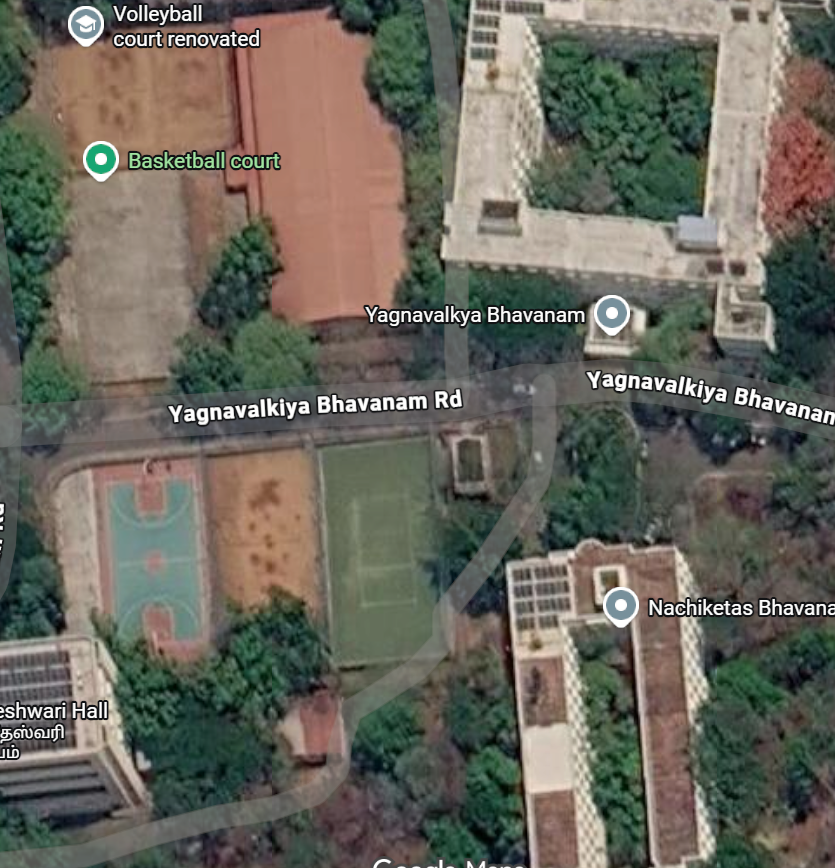 Volleyball
court renovated
Basketball court
Yagnavalkya Bhavanam
Yagnavalkiya Bhavanam Rd
Yagnavalkiya Bhavanam
Nachiketas Bhavana
eshwari Hall
Google Maps